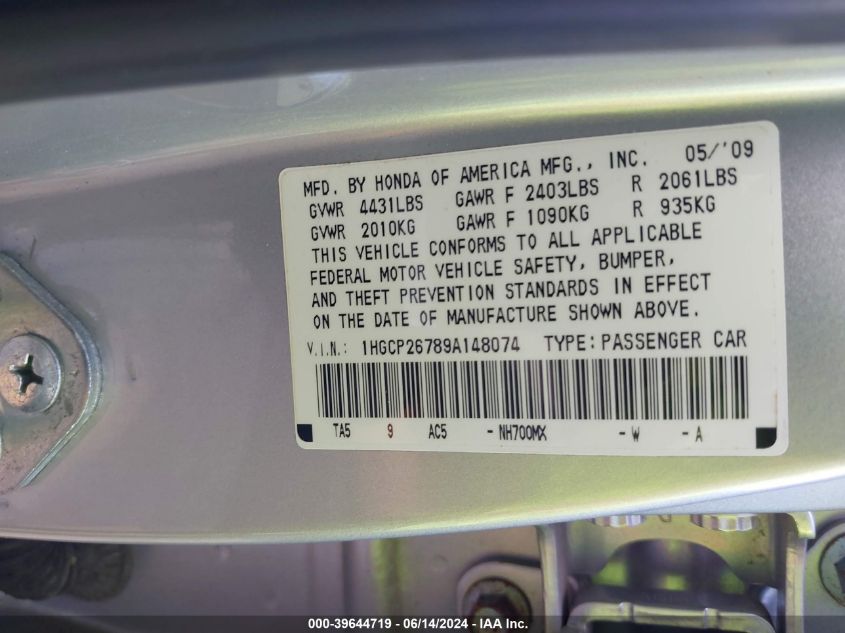 MFD. BY HONDA OF AMERICA MFG., INC. 05/'09
GVWR 4431LBS GAWR F 2403LBS R 2061LBS
GVWR 2010KG GAWR F 1090KG R 935KG
THIS VEHICLE CONFORMS TO ALL APPLICABLE
FEDERAL MOTOR VEHICLE SAFETY, BUMPER,
AND THEFT PREVENTION STANDARDS IN EFFECT
ON THE DATE OF MANUFACTURE SHOWN ABOVE.
V.I.N.: 1HGCP26789A148074 TYPE: PASSENGER CAR
TA5 9 AC5 -NH700MX -W -A
000-39644719 - 06/14/2024 - IAA Inc.